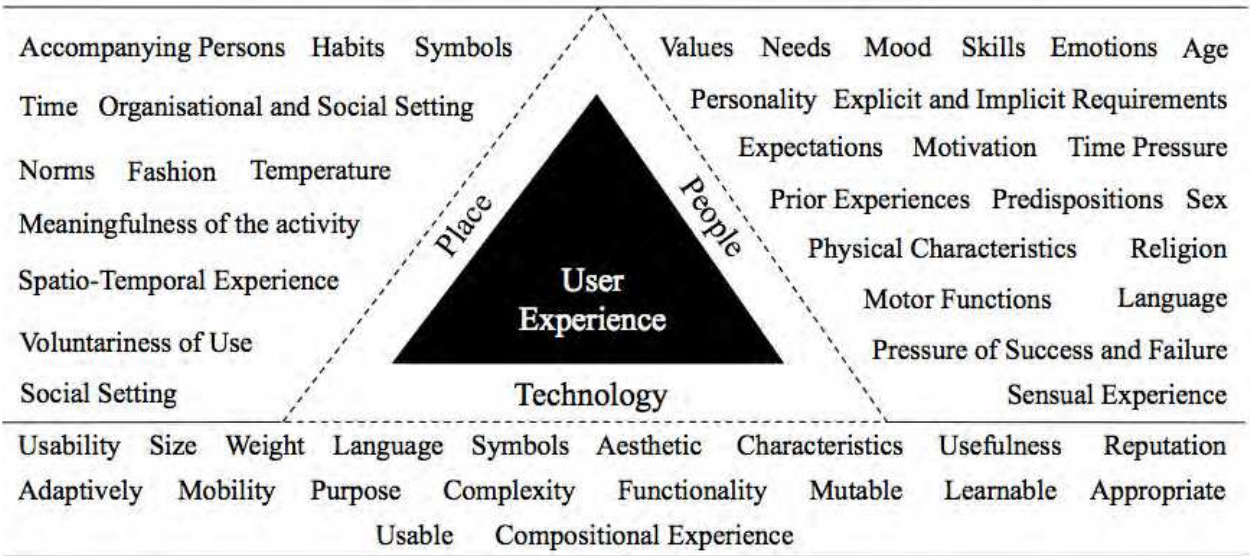 Accompanying Persons Habits Symbols
Time Organisational and Social Setting
Norms Fashion Temperature
Meaningfulness of the activity
Spatio-Temporal Experience
Voluntariness of Use
Social Setting
Values Needs Mood Skills Emotions Age
Personality Explicit and Implicit Requirements
Expectations Motivation Time Pressure
Prior Experiences Predispositions Sex
Physical Characteristics Religion
Motor Functions Language
Pressure of Success and Failure
Sensual Experience
Place
People
User
Experience
Technology
Usability Size Weight Language Symbols Aesthetic Characteristics Usefulness Reputation
Adaptively Mobility Purpose Complexity Functionality Mutable Learnable Appropriate
Usable Compositional Experience